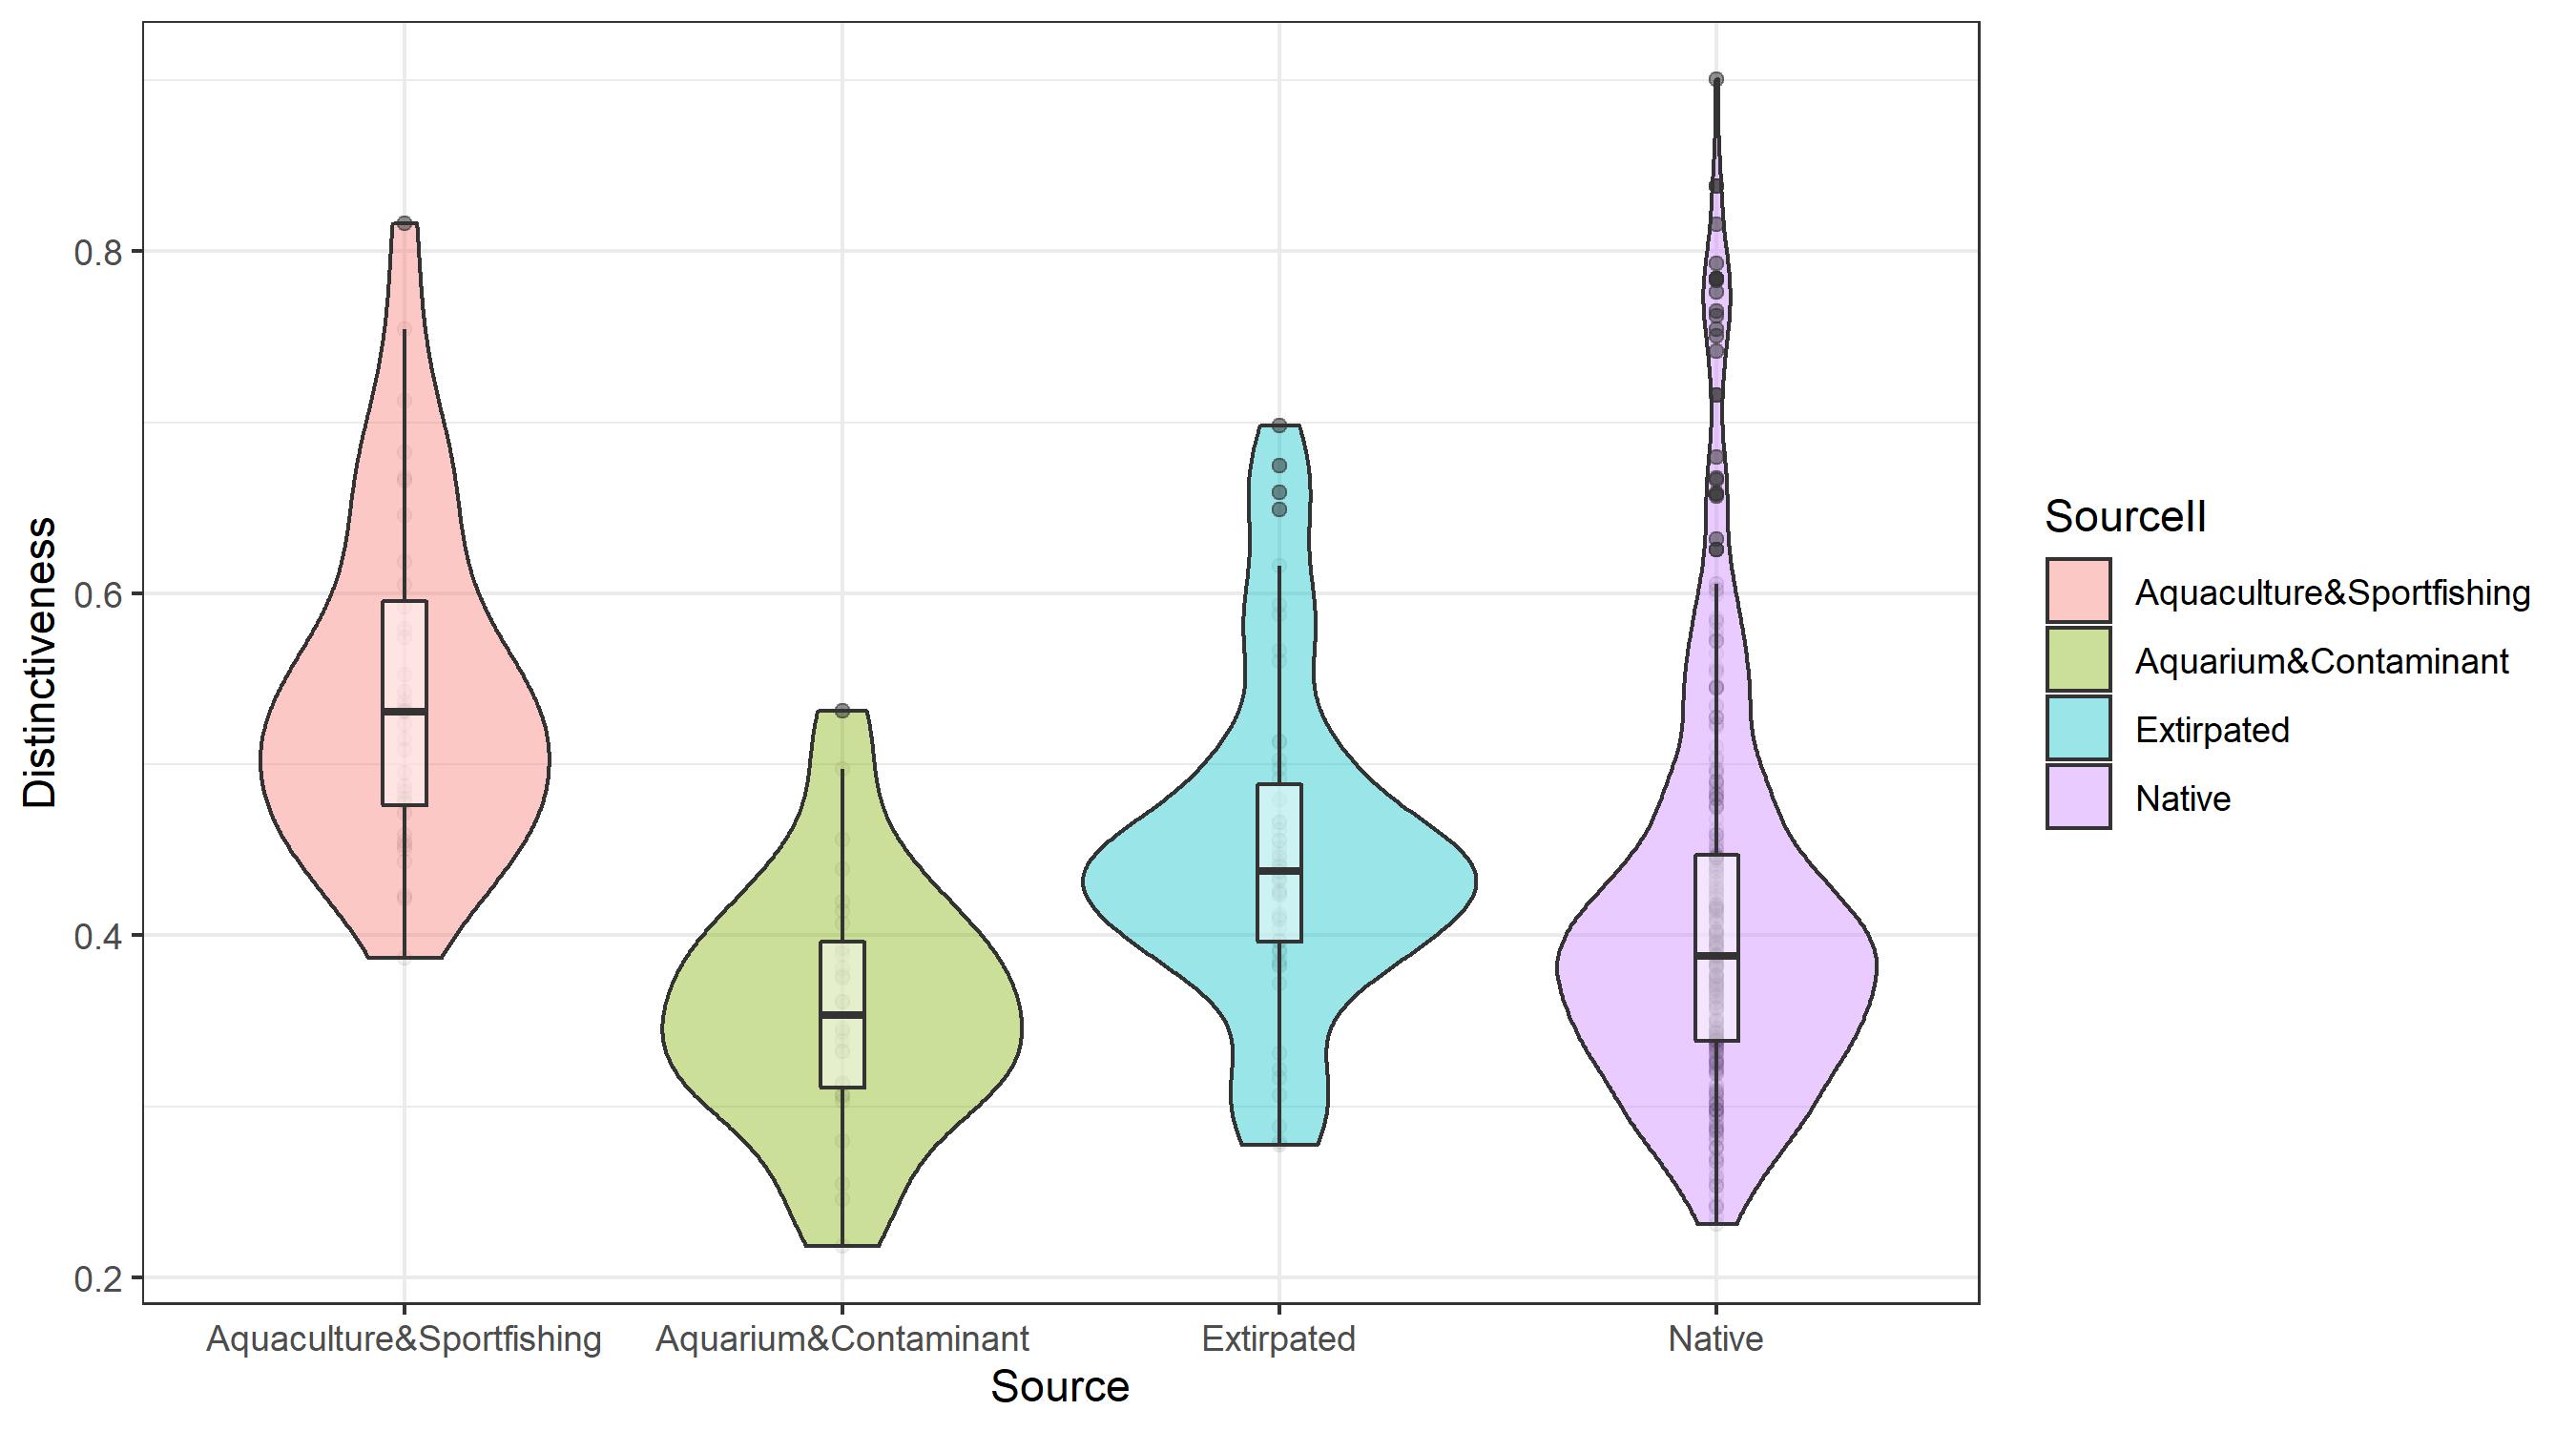 Distinctiveness
0.8
0.6
0.4
0.2
Aquaculture&Sportfishing
Aquarium&Contaminant
Extirpated
Native
Source
SourceII
Aquaculture&Sportfishing
Aquarium&Contaminant
Extirpated
Native